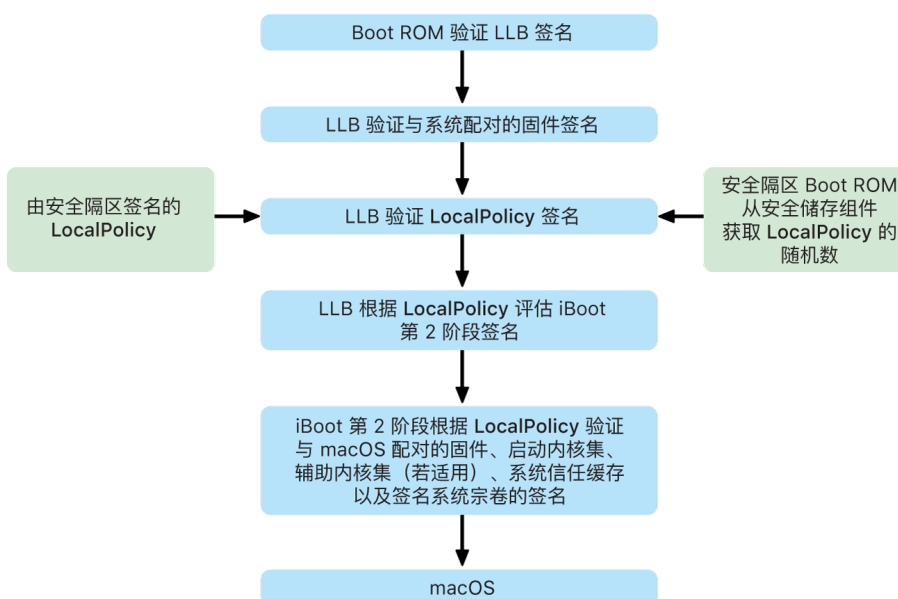 Boot ROM 验证 LLB 签名
LLB 验证与系统配对的固件签名
由安全隔区签名的
LocalPolicy
LLB 验证 LocalPolicy 签名
安全隔区 Boot ROM
从安全储存组件
获取 LocalPolicy 的
随机数
LLB 根据 LocalPolicy 评估 iBoot
第 2 阶段签名
iBoot 第 2 阶段根据 LocalPolicy 验证
与 macOS 配对的固件、启动内核集、
辅助内核集（若适用）、系统信任缓存
以及签名系统宗卷的签名
macOS